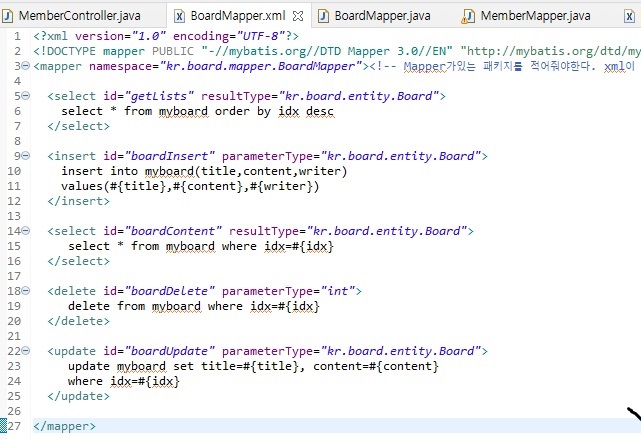 MemberController.java BoardMapper.xml BoardMapper.java MemberMapper.java
1 <?xml version="1.0" encoding="UTF-8"?>
2 <!DOCTYPE mapper PUBLIC "-//mybatis.org//DTD Mapper 3.0//EN" "http://mybatis.org/dtd/my
3 <mapper namespace="kr.board.mapper.BoardMapper"><!-- Mapper가있는 패키지를 적어줘야한다. xml이
4
5 <select id="getLists" resultType="kr.board.entity.Board">
6 select * from myboard order by idx desc
7 </select>
8
9 <insert id="boardInsert" parameterType="kr.board.entity.Board">
10 insert into myboard(title,content,writer)
11 values(#{title},#{content},#{writer})
12 </insert>
13
14 <select id="boardContent" resultType="kr.board.entity.Board">
15 select * from myboard where idx=#{idx}
16 </select>
17
18 <delete id="boardDelete" parameterType="int">
19 delete from myboard where idx=#{idx}
20 </delete>
21
22 <update id="boardUpdate" parameterType="kr.board.entity.Board">
23 update myboard set title=#{title}, content=#{content}
24 where idx=#{idx}
25 </update>
26
27 </mapper>